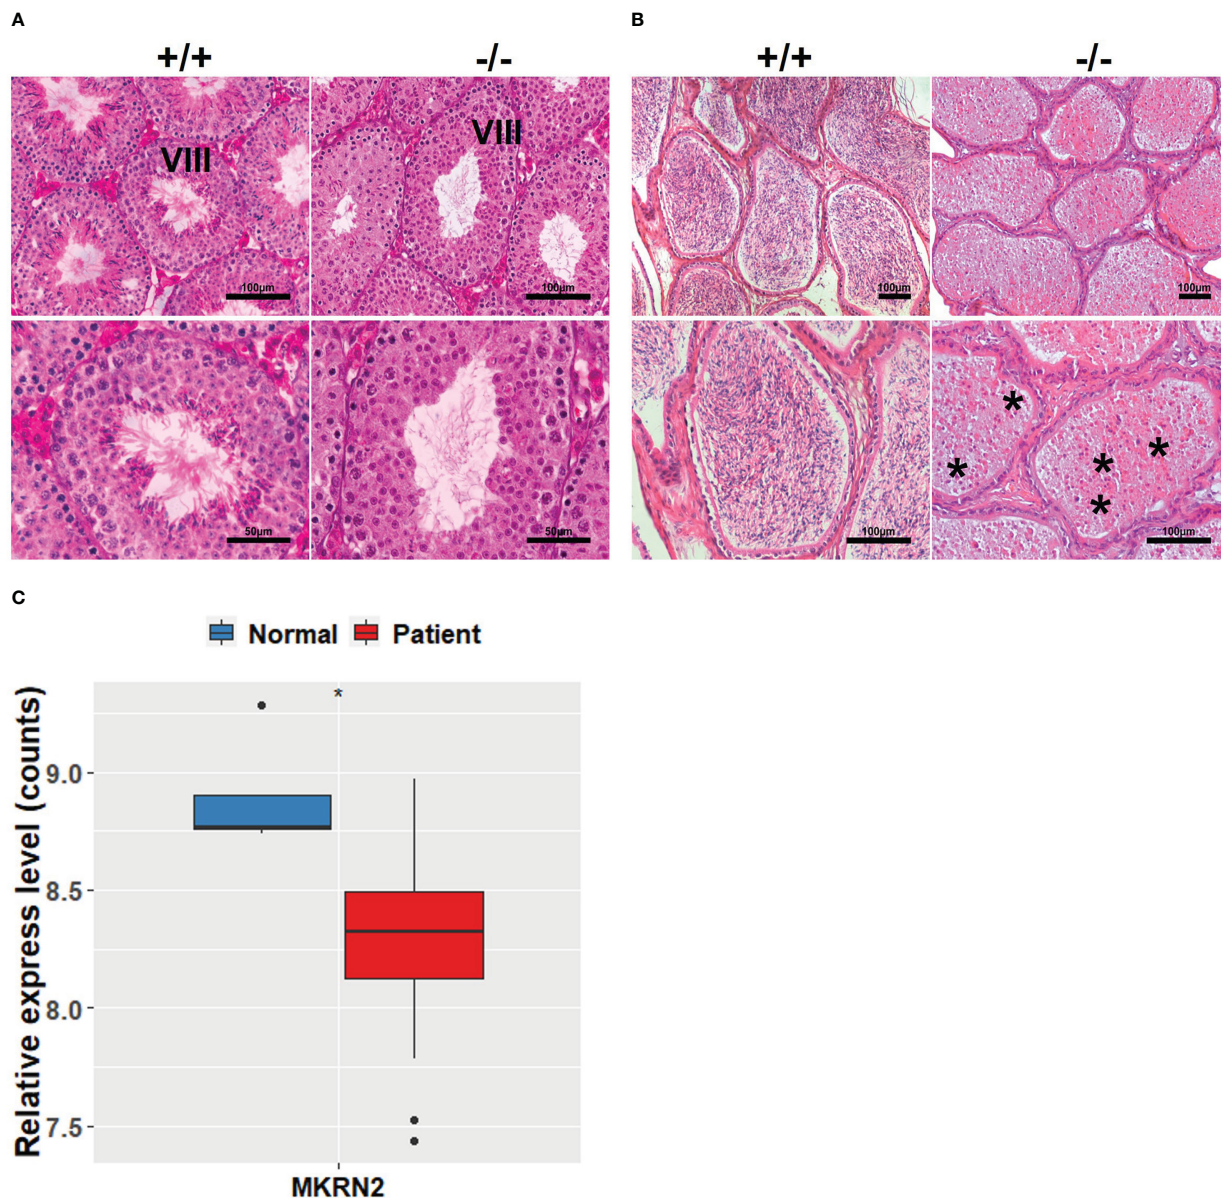 A
B
+/+
-/-
+/+
-/-
VIII
VIII
100μm
100μm
100μm
100μm
*
*
*
*
*
50μm
50μm
100μm
100μm
C
Normal
Patient
*
Relative express level (counts)
9.0
8.5
8.0
7.5
MKRN2